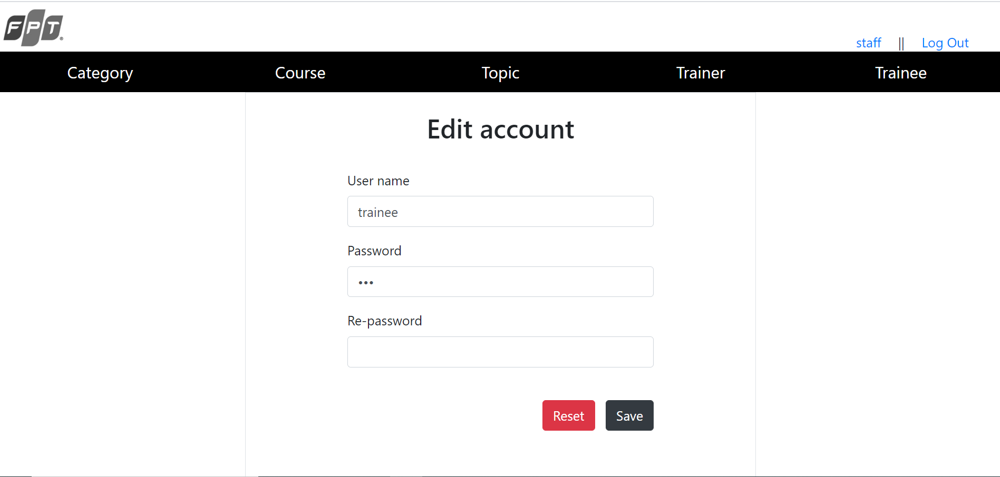 FPT®
staff || Log Out
Category Course Topic Trainer Trainee
Edit account
User name
trainee
Password
•••
Re-password
Reset Save